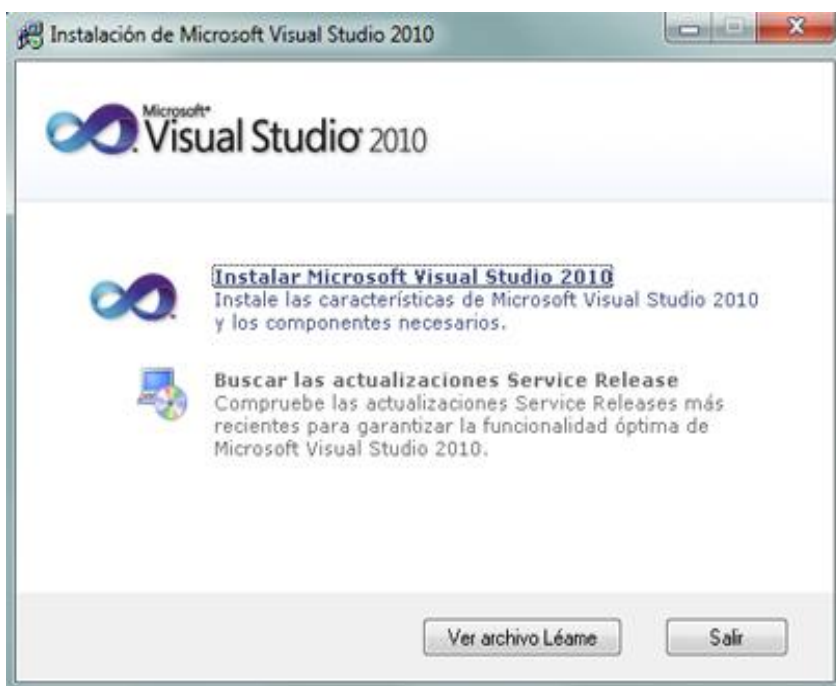 Instalación de Microsoft Visual Studio 2010
Microsoft®
Visual Studio® 2010
Instalar Microsoft Visual Studio 2010
Instale las características de Microsoft Visual Studio 2010
y los componentes necesarios.
Buscar las actualizaciones Service Release
Compruebe las actualizaciones Service Releases más
recientes para garantizar la funcionalidad óptima de
Microsoft Visual Studio 2010.
Ver archivo Léame
Salir